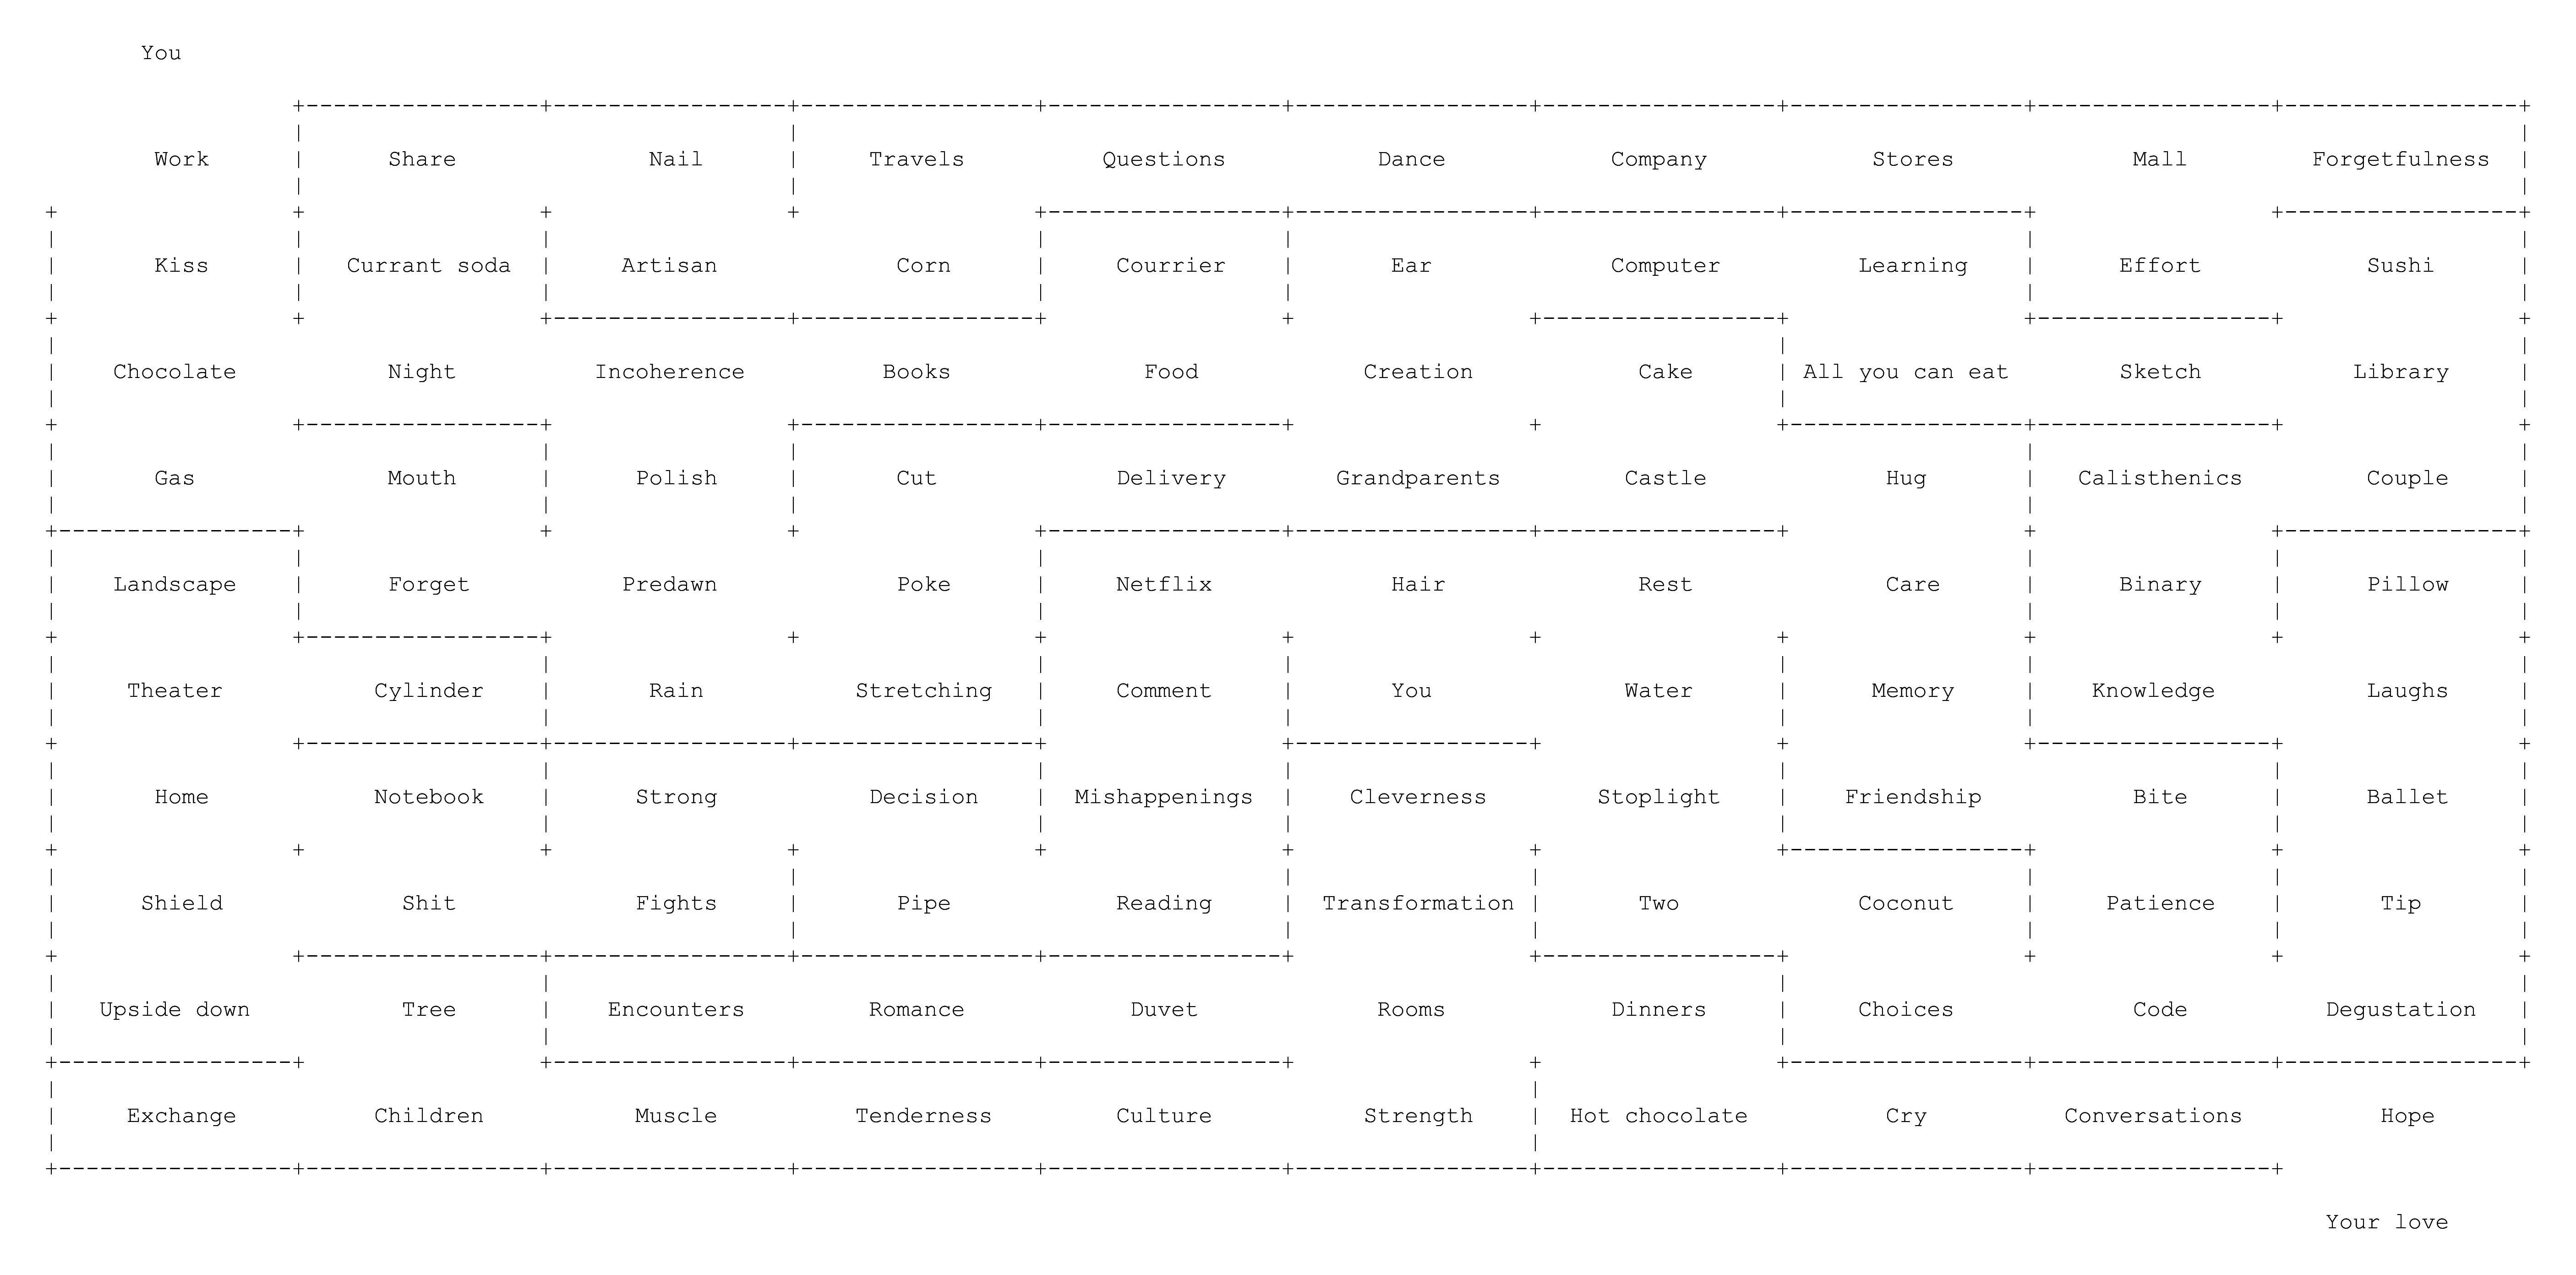 You
Work Share Nail Travels Questions Dance Company Stores Mall Forgetfulness
Kiss Currant soda Artisan Corn Courrier Ear Computer Learning Effort Sushi
Chocolate Night Incoherence Books Food Creation Cake All you can eat Sketch Library
Gas Mouth Polish Cut Delivery Grandparents Castle Hug Calisthenics Couple
Landscape Forget Predawn Poke Netflix Hair Rest Care Binary Pillow
Theater Cylinder Rain Stretching Comment You Water Memory Knowledge Laughs
Home Notebook Strong Decision Mishappenings Cleverness Stoplight Friendship Bite Ballet
Shield Shit Fights Pipe Reading Transformation Two Coconut Patience Tip
Upside down Tree Encounters Romance Duvet Rooms Dinners Choices Code Degustation
Exchange Children Muscle Tenderness Culture Strength Hot chocolate Cry Conversations Hope
Your love